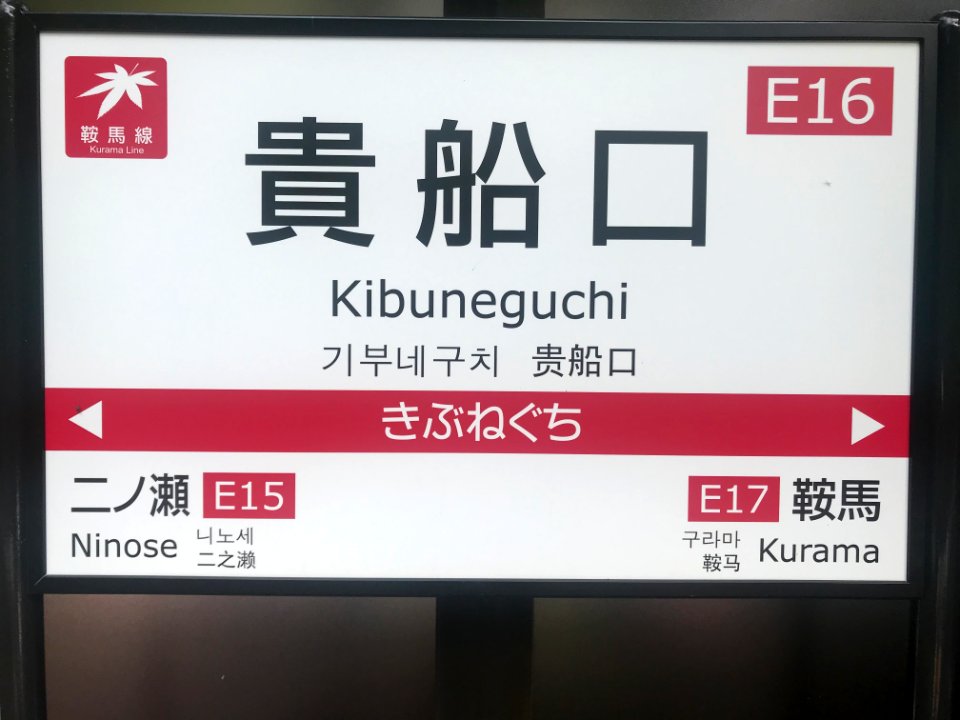 鞍馬線
Kurama Line
E16
貴船口
Kibuneguchi
기부네구치 贵船口
きぶねぐち
二ノ瀬 E15
Ninose
니노세
二之濑
E17 鞍馬
구라마
鞍马
Kurama